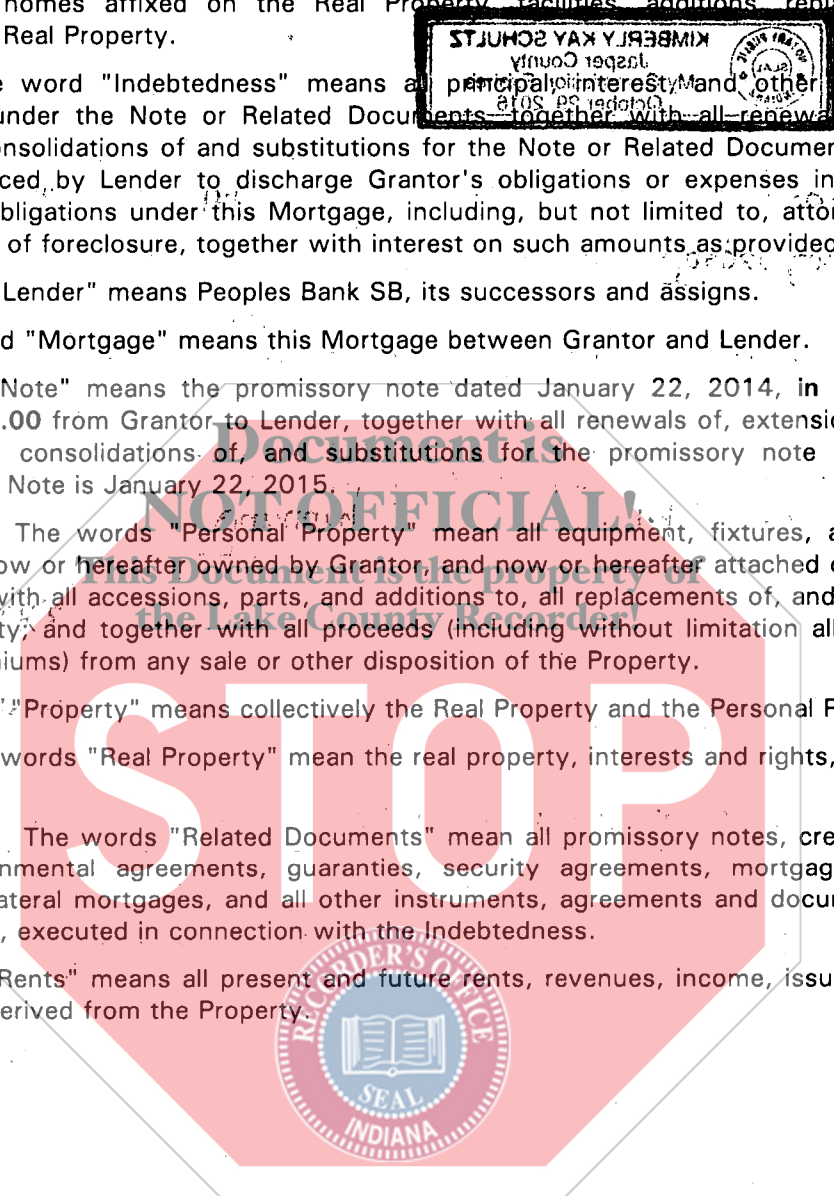 homes affixed on the Real Property, facilities, additions, repl
Real Property.
KIMBERLY KAY SCHULTZ
Jasper County
My Commission Expires
October 29, 2016
e word "Indebtedness" means all principal, interest, and other
under the Note or Related Documents, together with all renewa
onsolidations of and substitutions for the Note or Related Documen
ced by Lender to discharge Grantor's obligations or expenses in
bligations under this Mortgage, including, but not limited to, attor
of foreclosure, together with interest on such amounts as provided
Lender" means Peoples Bank SB, its successors and assigns.
d "Mortgage" means this Mortgage between Grantor and Lender.
Note" means the promissory note dated January 22, 2014, in
.00 from Grantor to Lender, together with all renewals of, extensio
consolidations of, and substitutions for the promissory note
Note is January 22, 2015.
The words "Personal Property" mean all equipment, fixtures, a
ow or hereafter owned by Grantor, and now or hereafter attached o
with all accessions, parts, and additions to, all replacements of, and
ty; and together with all proceeds (including without limitation all
niums) from any sale or other disposition of the Property.
"Property" means collectively the Real Property and the Personal P
words "Real Property" mean the real property, interests and rights,
The words "Related Documents" mean all promissory notes, cre
nmental agreements, guaranties, security agreements, mortgag
ateral mortgages, and all other instruments, agreements and docu
, executed in connection with the Indebtedness.
Rents" means all present and future rents, revenues, income, issu
erived from the Property.
Document is
NOT OFFICIAL!
This Document is the property of
the Lake County Recorder!
STOP
RECORDER'S OFFICE
SEAL
INDIANA